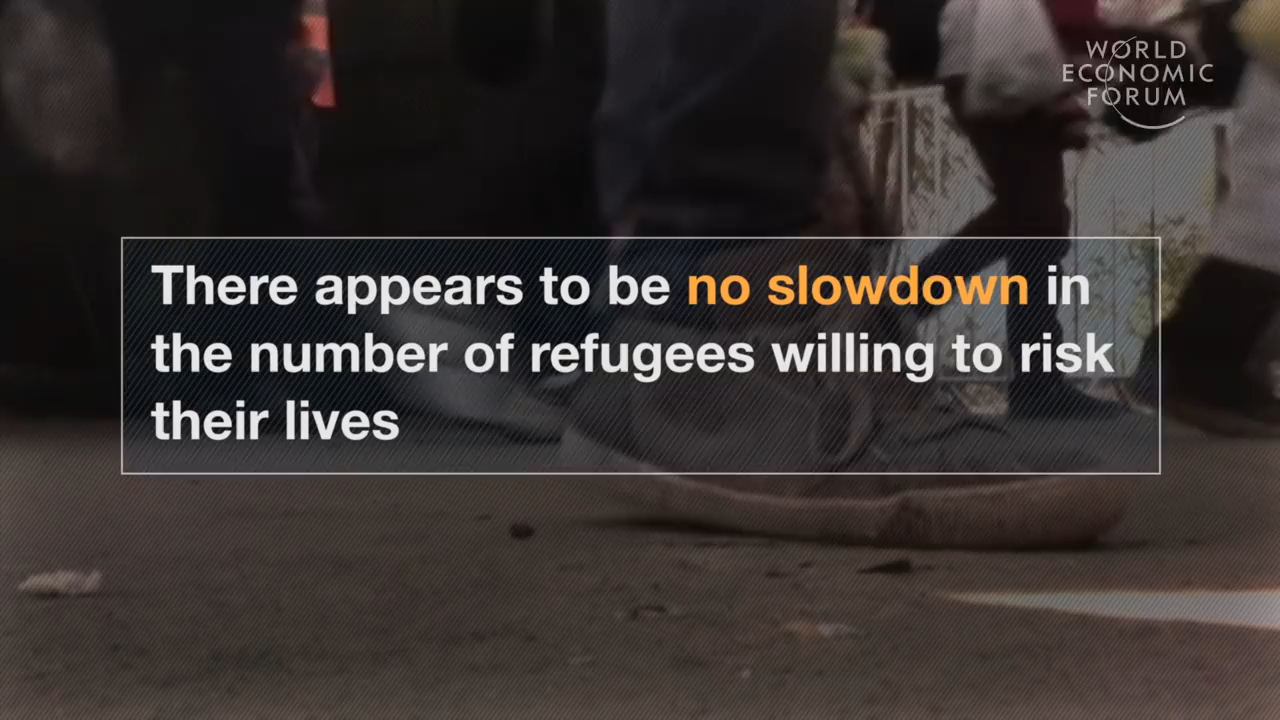 WORLD
ECONOMIC
FORUM
There appears to be no slowdown in
the number of refugees willing to risk
their lives